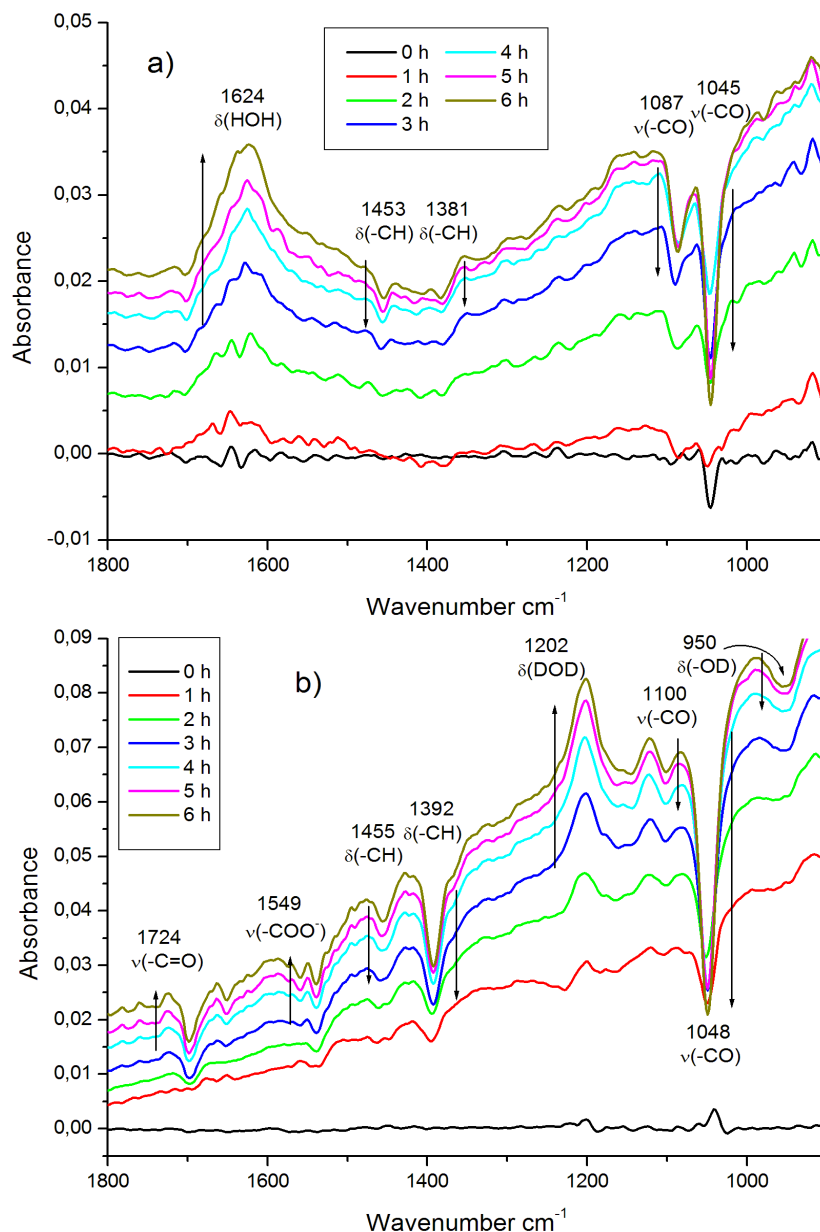 a)
0 h
1 h
2 h
3 h
4 h
5 h
6 h
1624
δ(HOH)
1453
δ(-CH)
1381
δ(-CH)
1087
ν(-CO)
1045
ν(-CO)
0,05
0,04
0,03
0,02
0,01
0,00
-0,01
Absorbance
1800
1600
1400
1200
1000
Wavenumber cm⁻¹
b)
0 h
1 h
2 h
3 h
4 h
5 h
6 h
1724
ν(-C=O)
1549
ν(-COO⁻)
1455
δ(-CH)
1392
δ(-CH)
1202
δ(DOD)
1100
ν(-CO)
950
δ(-OD)
1048
ν(-CO)
0,09
0,08
0,07
0,06
0,05
0,04
0,03
0,02
0,01
0,00
Absorbance
1800
1600
1400
1200
1000
Wavenumber cm⁻¹